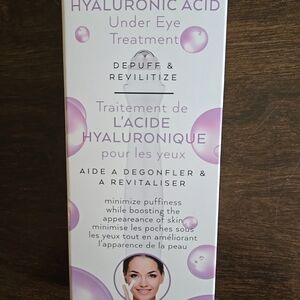 HYALURONIC ACID
Under Eye
Treatment
DEPUFF &
REVILITIZE
Traitement de
L'ACIDE
HYALURONIQUE
pour les yeux
AIDE A DEGONFLER &
A REVITALISER
minimize puffiness
while boosting the
appeareance of skin
minimise les poches sous
les yeux tout en améliorant
l'apparence de la peau